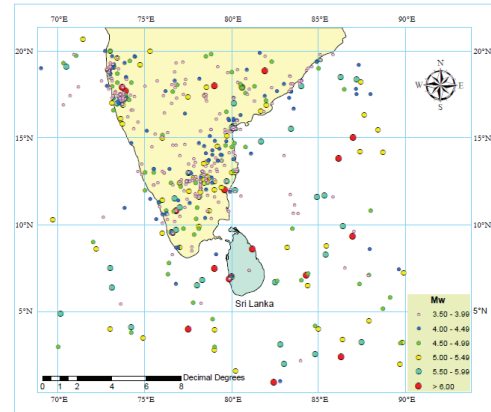 70°E 75°E 80°E 85°E 90°E
20°N 20°N
N
W E
S
15°N 15°N
10°N 10°N
5°N 5°N
Sri Lanka
Mw
3.50 - 3.99
4.00 - 4.49
4.50 - 4.99
5.00 - 5.49
5.50 - 5.99
> 6.00
Decimal Degrees
0 1 2 4 6 8
70°E 75°E 80°E 85°E 90°E